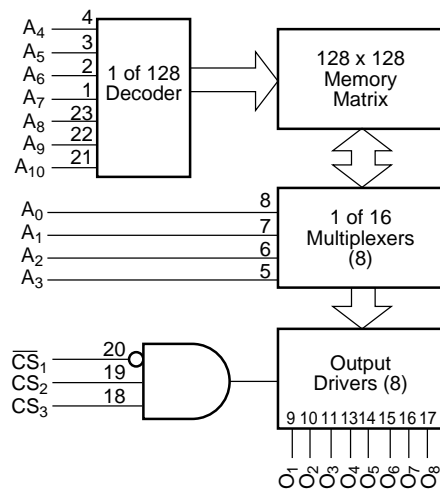 A4 4
A5 3
A6 2
A7 1
A8 23
A9 22
A10 21
1 of 128
Decoder
128 x 128
Memory
Matrix
A0 8
A1 7
A2 6
A3 5
1 of 16
Multiplexers
(8)
C̅S̅1 20
CS2 19
CS3 18
Output
Drivers (8)
9 10 11 13 14 15 16 17
O1 O2 O3 O4 O5 O6 O7 O8